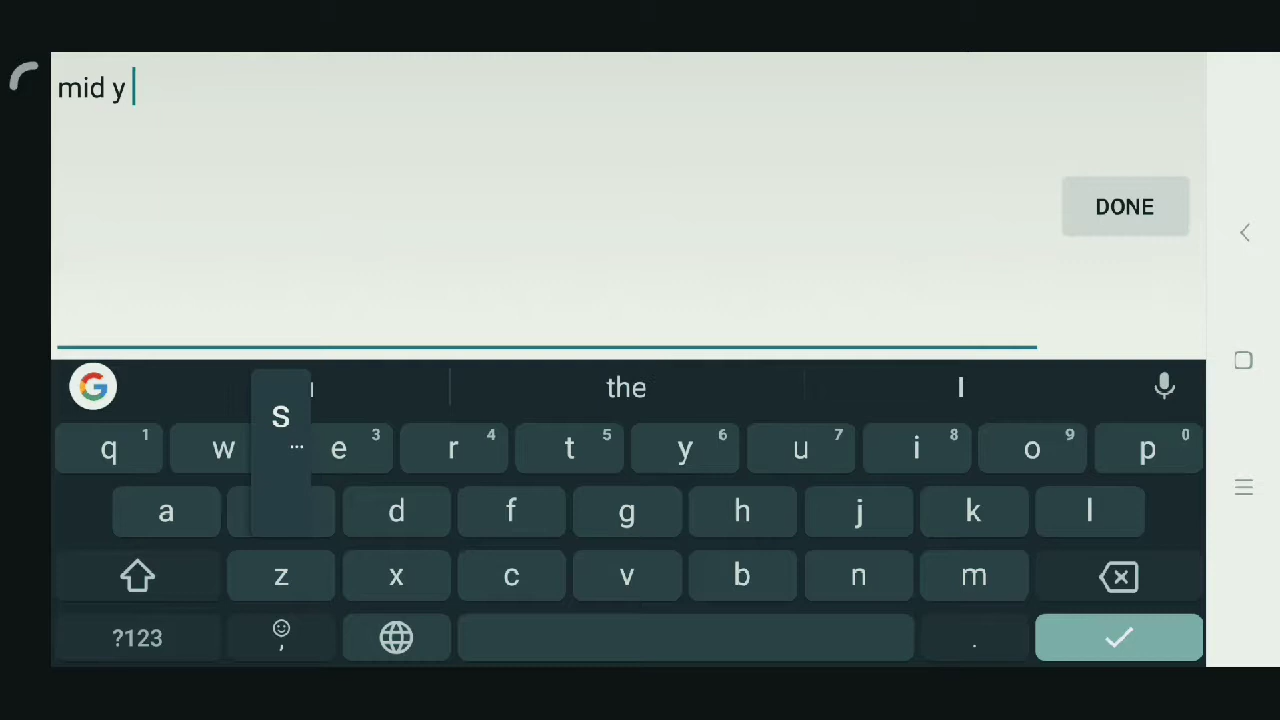 mid y
DONE
the I
S
...
q 1 w e 3 r 4 t 5 y 6 u 7 i 8 o 9 p 0
a d f g h j k l
z x c v b n m
?123 , .